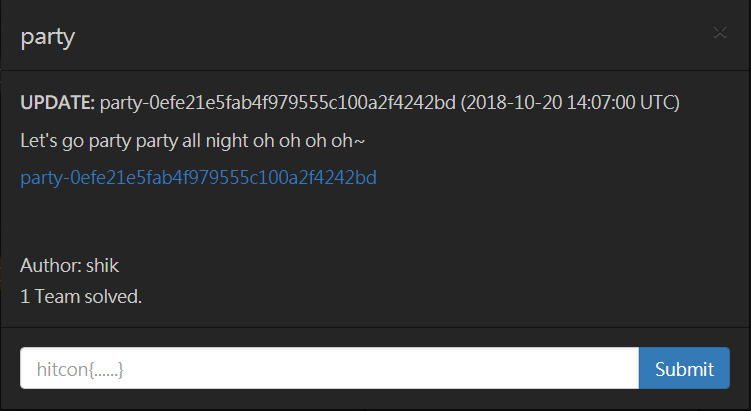 party
×
UPDATE: party-0efe21e5fab4f979555c100a2f4242bd (2018-10-20 14:07:00 UTC)
Let's go party party all night oh oh oh oh~
party-0efe21e5fab4f979555c100a2f4242bd
Author: shik
1 Team solved.
hitcon{......}
Submit